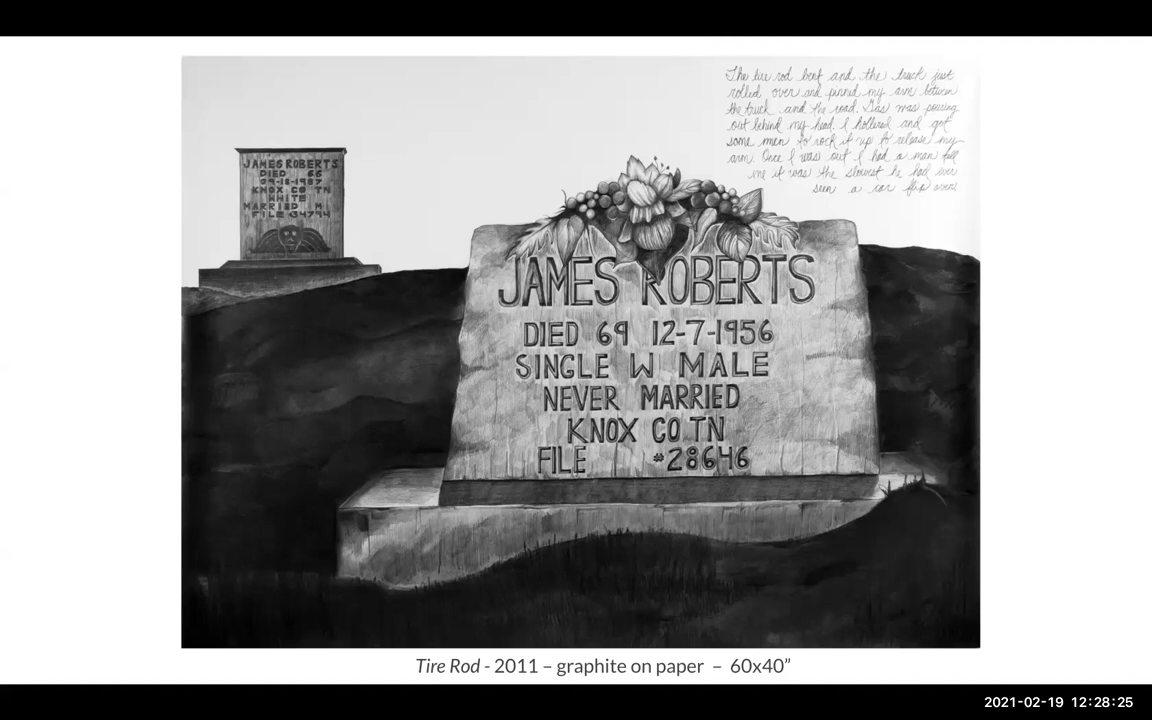 The tire rod bent and the truck just
rolled over and pinned my arm between
the truck and the road. Gas was pouring
out behind my head. I hollered and got
some men to rock it up to release my
arm. Once I was out I had a man tell
me it was the slowest he had ever
seen a car flip over.
JAMES ROBERTS
DIED 66
09-18-1987
KNOX CO TN
WHITE
MARRIED M
FILE 34794
JAMES ROBERTS
DIED 69 12-7-1956
SINGLE W MALE
NEVER MARRIED
KNOX CO TN
FILE #28646
Tire Rod - 2011 – graphite on paper – 60x40”
2021-02-19 12:28:25